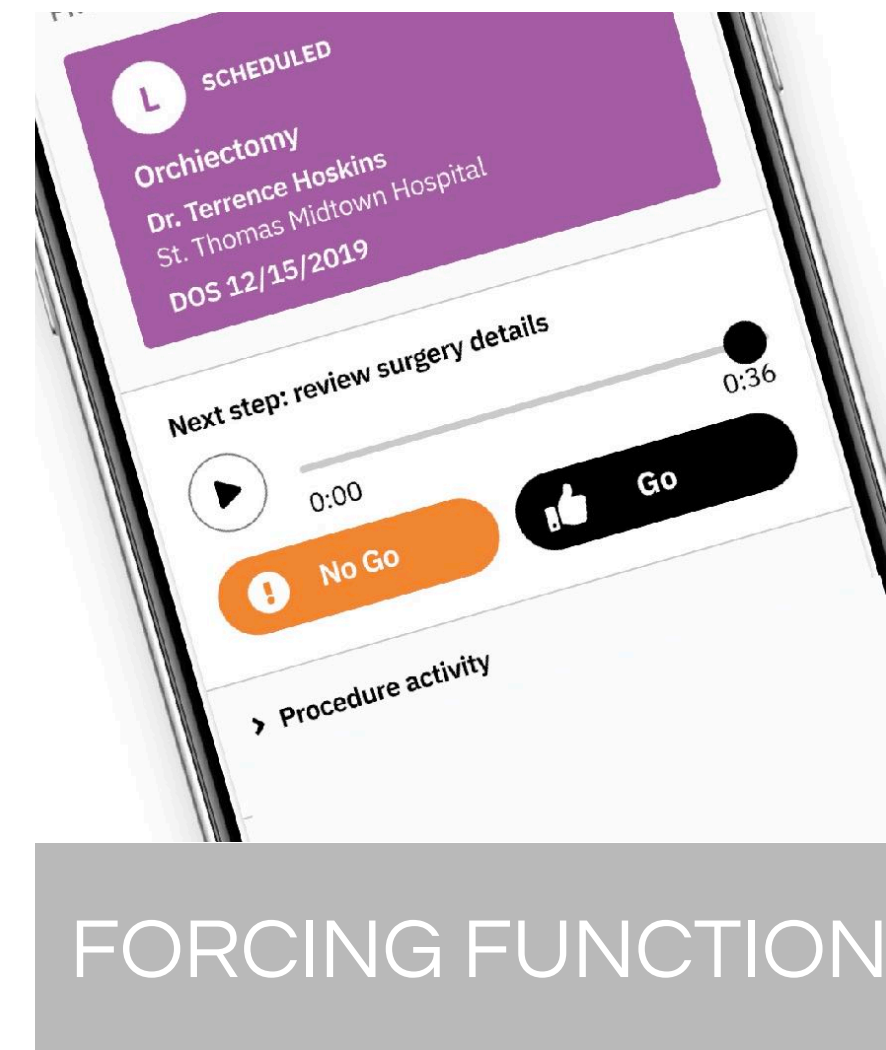 L
SCHEDULED
Orchiectomy
Dr. Terrence Hoskins
St. Thomas Midtown Hospital
DOS 12/15/2019
Next step: review surgery details
0:00
0:36
No Go
Go
Procedure activity
FORCING FUNCTION